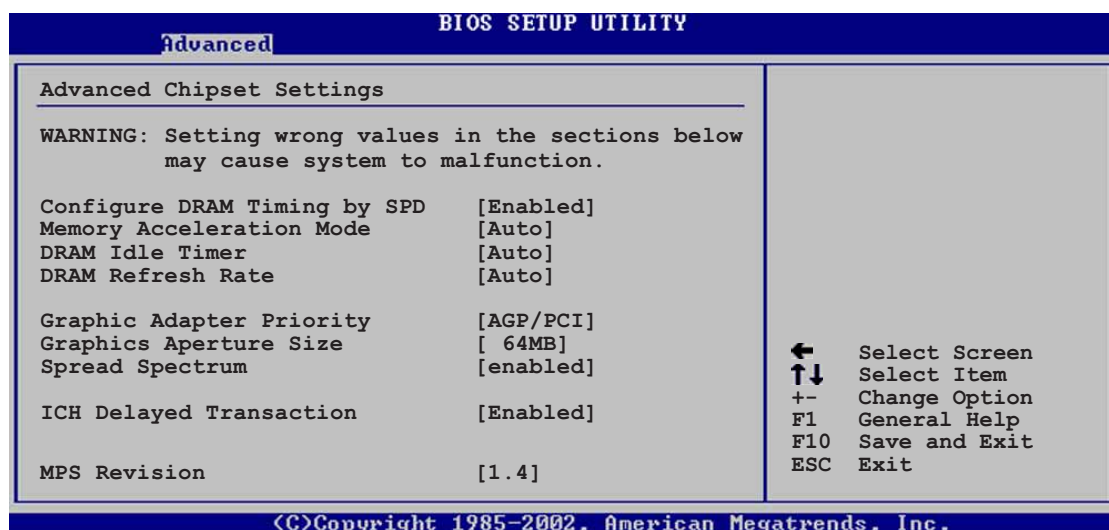 BIOS SETUP UTILITY
Advanced
Advanced Chipset Settings
WARNING: Setting wrong values in the sections below
may cause system to malfunction.
Configure DRAM Timing by SPD [Enabled]
Memory Acceleration Mode [Auto]
DRAM Idle Timer [Auto]
DRAM Refresh Rate [Auto]
Graphic Adapter Priority [AGP/PCI]
Graphics Aperture Size [ 64MB]
Spread Spectrum [enabled]
ICH Delayed Transaction [Enabled]
MPS Revision [1.4]
← Select Screen
↑↓ Select Item
+- Change Option
F1 General Help
F10 Save and Exit
ESC Exit
(C)Copyright 1985-2002, American Megatrends, Inc.